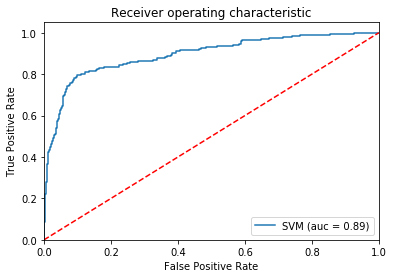 Receiver operating characteristic
True Positive Rate
1.0
0.8
0.6
0.4
0.2
0.0
SVM (auc = 0.89)
0.0 0.2 0.4 0.6 0.8 1.0
False Positive Rate